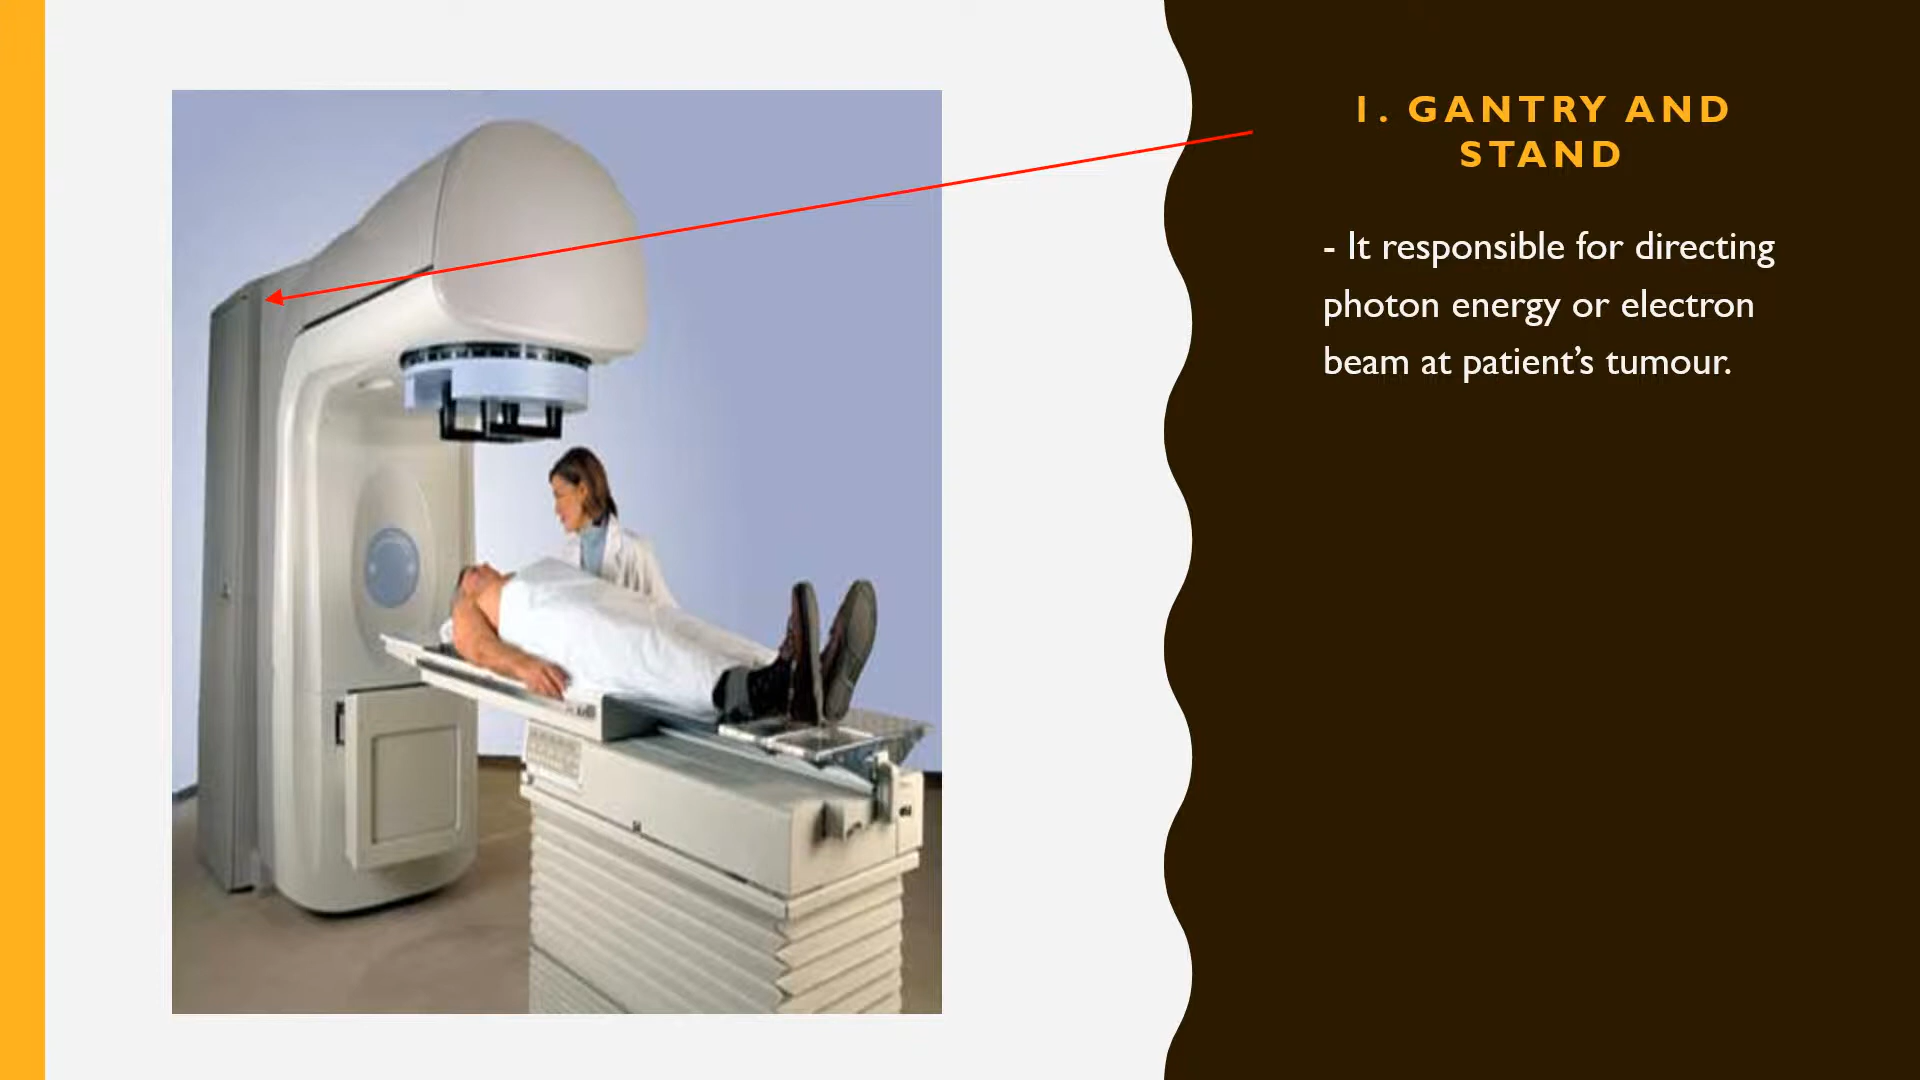 1. GANTRY AND
STAND
- It responsible for directing
photon energy or electron
beam at patient’s tumour.